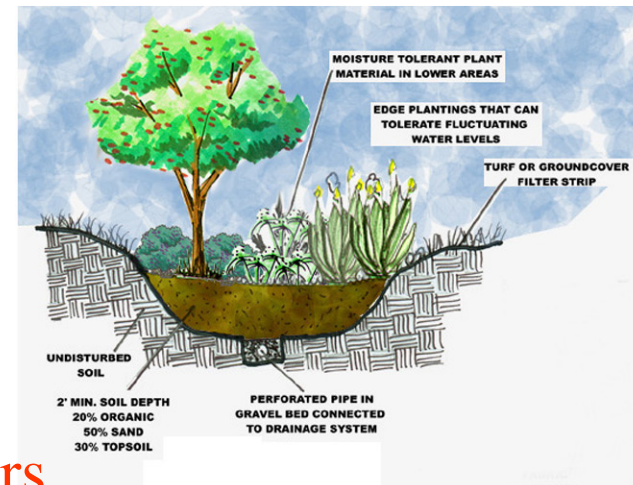 MOISTURE TOLERANT PLANT
MATERIAL IN LOWER AREAS
EDGE PLANTINGS THAT CAN
TOLERATE FLUCTUATING
WATER LEVELS
TURF OR GROUNDCOVER
FILTER STRIP
UNDISTURBED
SOIL
2' MIN. SOIL DEPTH
20% ORGANIC
50% SAND
30% TOPSOIL
PERFORATED PIPE IN
GRAVEL BED CONNECTED
TO DRAINAGE SYSTEM
rs